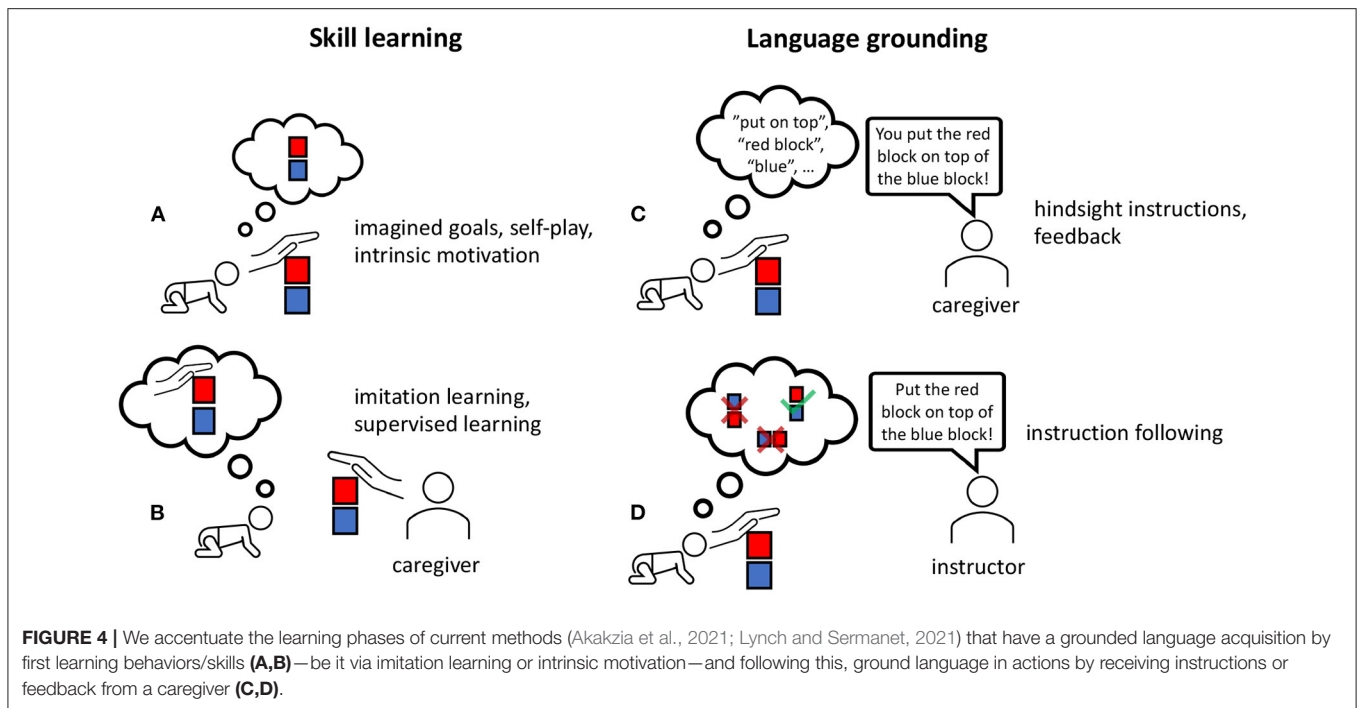 Skill learning
Language grounding
A
imagined goals, self-play,
intrinsic motivation
B
imitation learning,
supervised learning
caregiver
C
"put on top",
"red block",
"blue", ...
You put the red
block on top of
the blue block!
caregiver
hindsight instructions,
feedback
D
Put the red
block on top of
the blue block!
instructor
instruction following
FIGURE 4 | We accentuate the learning phases of current methods (Akakzia et al., 2021; Lynch and Sermanet, 2021) that have a grounded language acquisition by
first learning behaviors/skills (A,B)—be it via imitation learning or intrinsic motivation—and following this, ground language in actions by receiving instructions or
feedback from a caregiver (C,D).